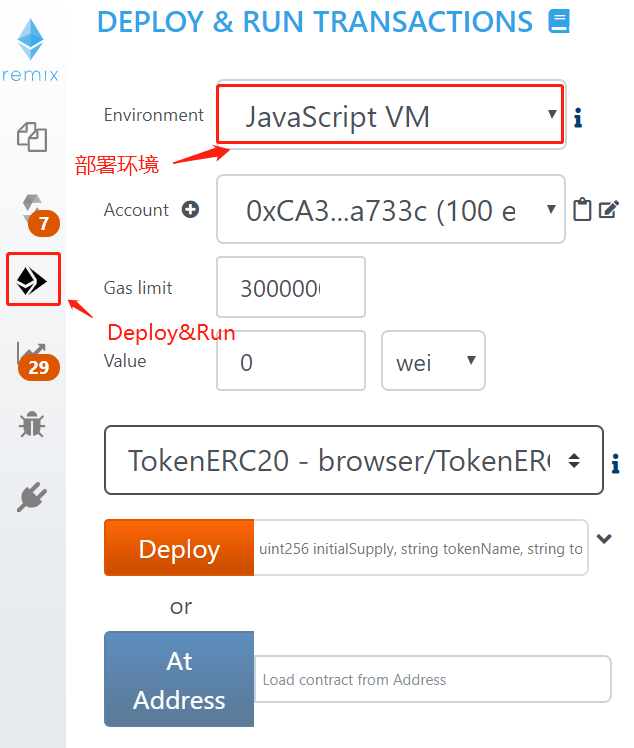 DEPLOY & RUN TRANSACTIONS
remix
Environment
JavaScript VM
部署环境
Account
0xCA3...a733c (100 e
7
Gas limit
3000000
Deploy&Run
Value
0
wei
29
TokenERC20 - browser/TokenERC
Deploy
uint256 initialSupply, string tokenName, string to
or
At
Address
Load contract from Address